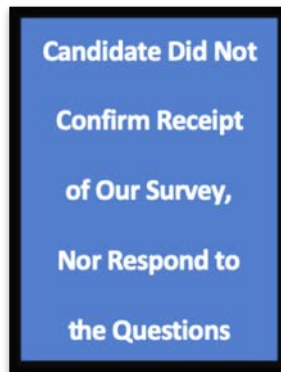 Candidate Did Not
Confirm Receipt
of Our Survey,
Nor Respond to
the Questions